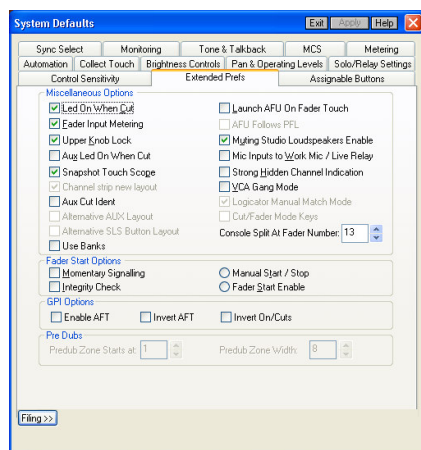 System Defaults Exit Apply Help X
Sync Select Monitoring Tone & Talkback MCS Metering
Automation Collect Touch Brightness Controls Pan & Operating Levels Solo/Relay Settings
Control Sensitivity Extended Prefs Assignable Buttons
Miscellaneous Options
Led On When Cut Launch AFU On Fader Touch
Fader Input Metering AFU Follows PFL
Upper Knob Lock Muting Studio Loudspeakers Enable
Aux Led On When Cut Mic Inputs to Work Mic / Live Relay
Snapshot Touch Scope Strong Hidden Channel Indication
Channel strip new layout VCA Gang Mode
Aux Cut Ident Logicator Manual Match Mode
Alternative AUX Layout Cut/Fader Mode Keys
Alternative SLS Button Layout Console Split At Fader Number: 13
Use Banks
Fader Start Options
Momentary Signalling Manual Start / Stop
Integrity Check Fader Start Enable
GPI Options
Enable AFT Invert AFT Invert On/Cuts
Pre Dubs
Predub Zone Starts at: 1 Predub Zone Width: 8
Filing >>